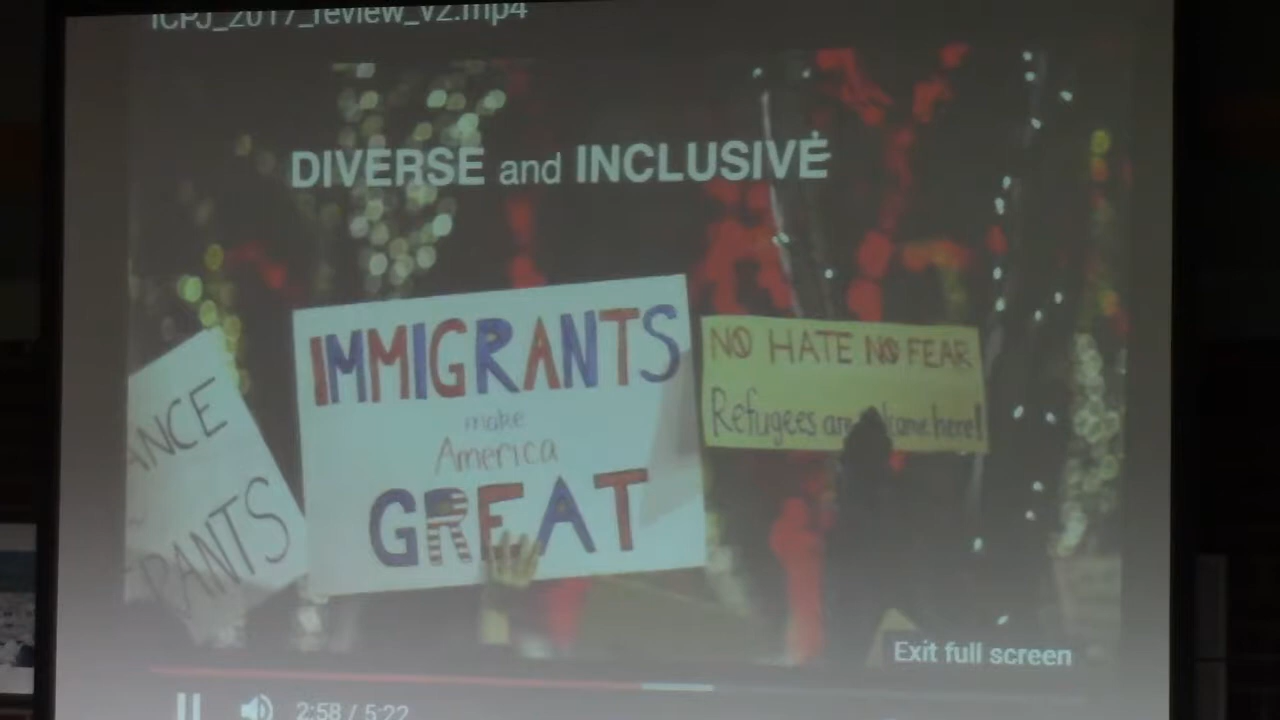 ICPJ_2017_review_v2.mp4
DIVERSE and INCLUSIVE
ANCE
RANTS
IMMIGRANTS
make
America
GREAT
NO HATE NO FEAR
Refugees are here!
Exit full screen
2:58 / 5:22